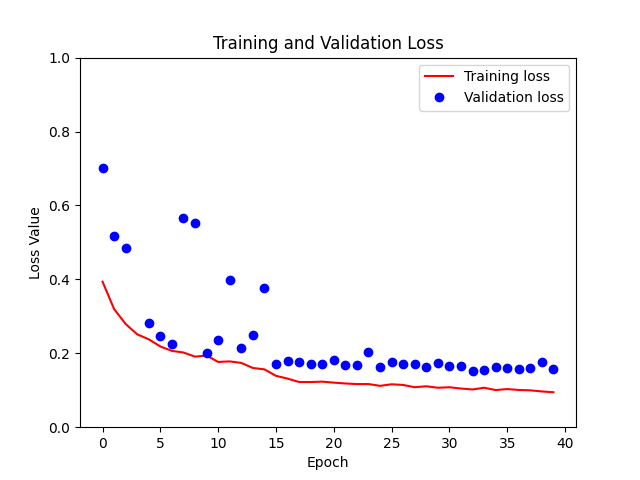 Training and Validation Loss
Training loss
Validation loss
Loss Value
1.0
0.8
0.6
0.4
0.2
0.0
0 5 10 15 20 25 30 35 40
Epoch